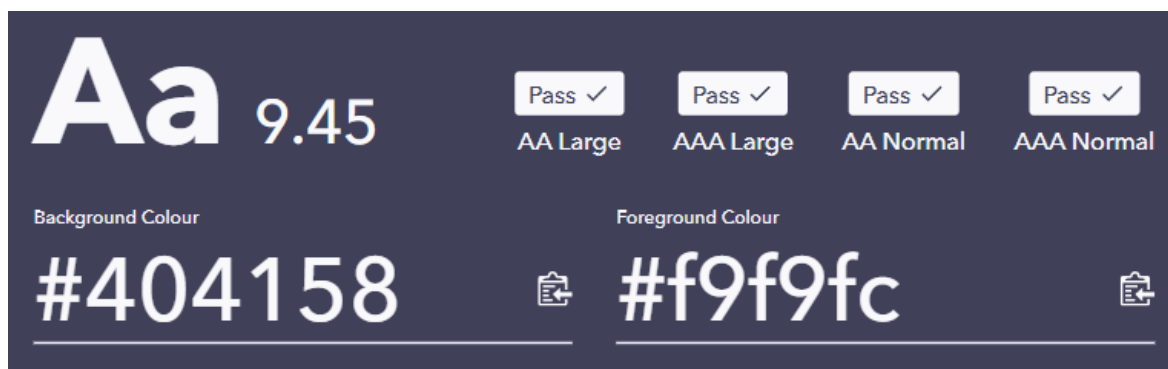 Aa 9.45
Pass ✓ Pass ✓ Pass ✓ Pass ✓
AA Large AAA Large AA Normal AAA Normal
Background Colour Foreground Colour
#404158 #f9f9fc